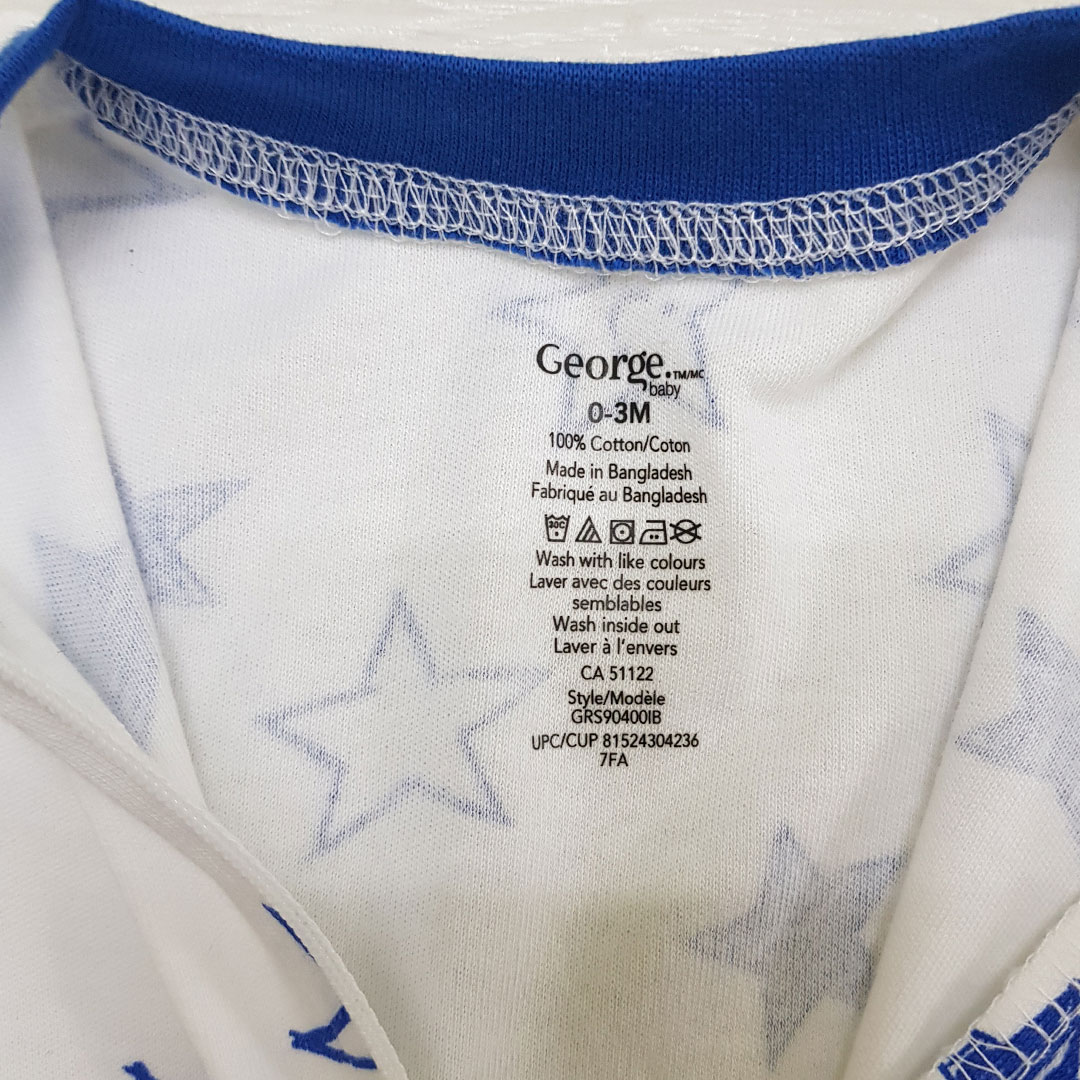 George.TM/MC
baby
0-3M
100% Cotton/Coton
Made in Bangladesh
Fabriqué au Bangladesh
30C
Wash with like colours
Laver avec des couleurs
semblables
Wash inside out
Laver à l'envers
CA 51122
Style/Modèle
GRS90400IB
UPC/CUP 81524304236
7FA